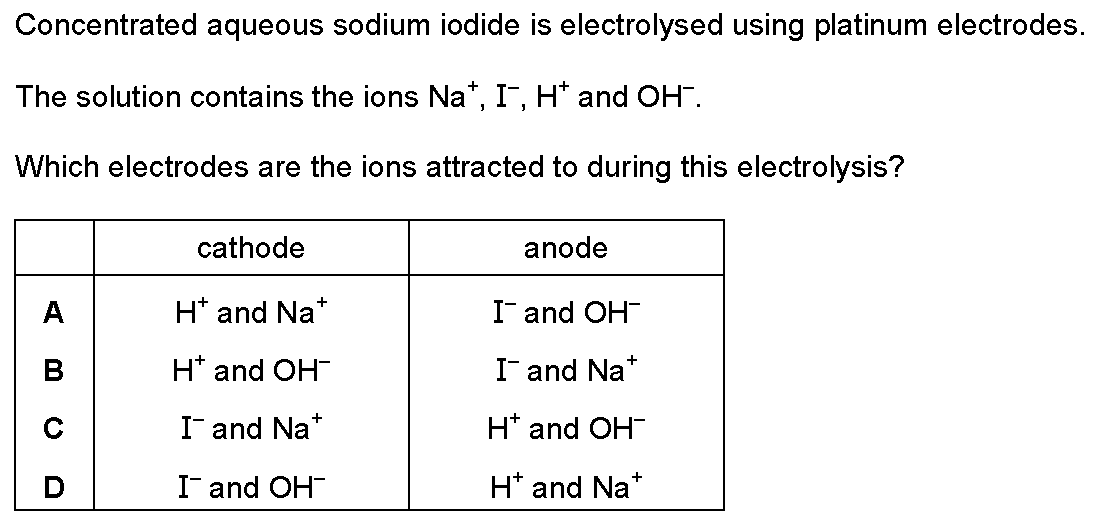 Concentrated aqueous sodium iodide is electrolysed using platinum electrodes.
The solution contains the ions Na⁺, I⁻, H⁺ and OH⁻.
Which electrodes are the ions attracted to during this electrolysis?
cathode anode
A H⁺ and Na⁺ I⁻ and OH⁻
B H⁺ and OH⁻ I⁻ and Na⁺
C I⁻ and Na⁺ H⁺ and OH⁻
D I⁻ and OH⁻ H⁺ and Na⁺